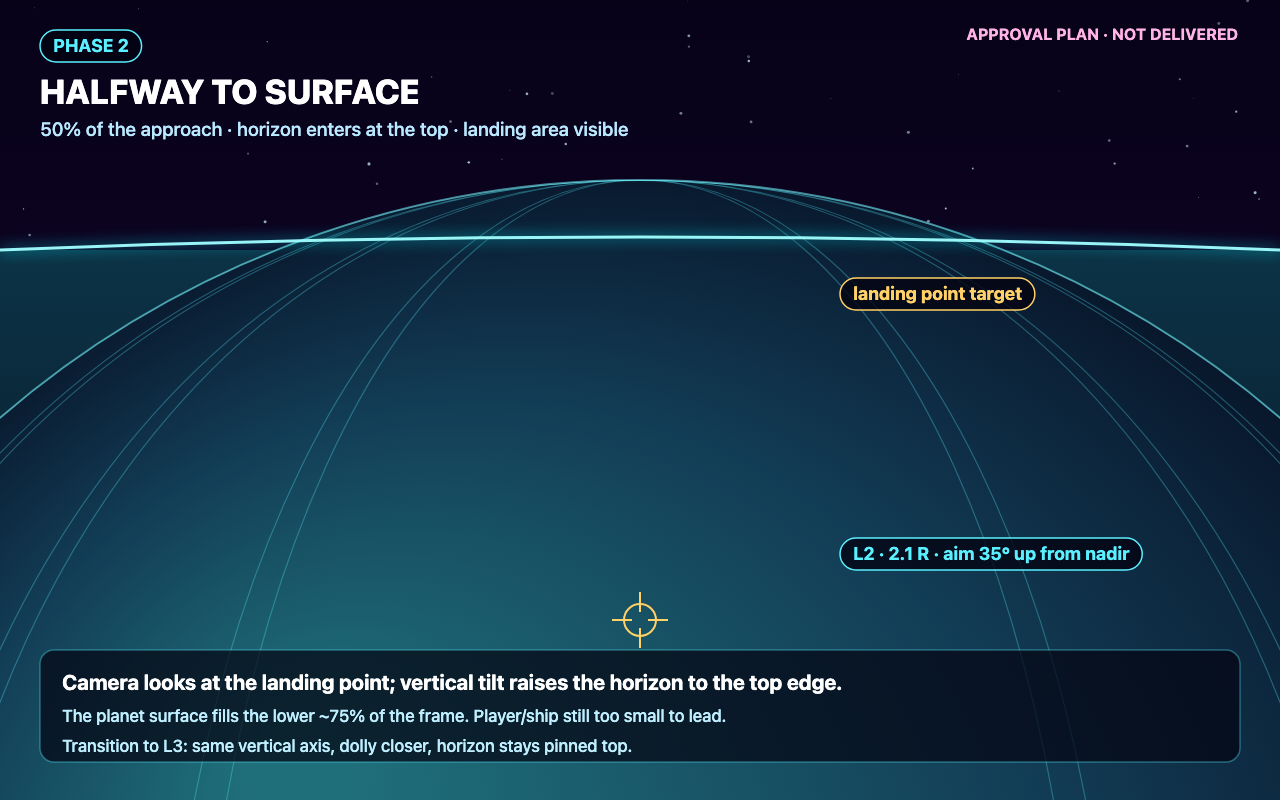 PHASE 2
APPROVAL PLAN · NOT DELIVERED
HALFWAY TO SURFACE
50% of the approach · horizon enters at the top · landing area visible
landing point target
L2 · 2.1 R · aim 35° up from nadir
Camera looks at the landing point; vertical tilt raises the horizon to the top edge.
The planet surface fills the lower ~75% of the frame. Player/ship still too small to lead.
Transition to L3: same vertical axis, dolly closer, horizon stays pinned top.